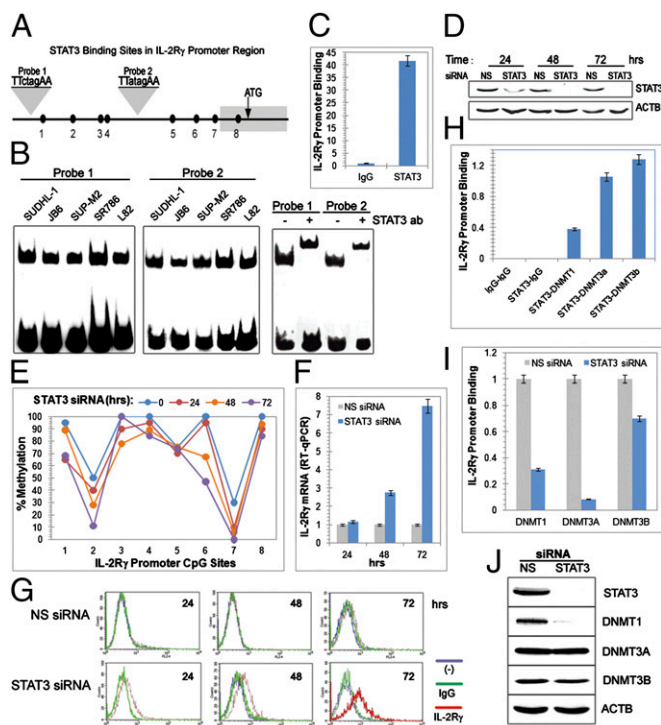 A
STAT3 Binding Sites in IL-2Rγ Promoter Region
Probe 1
TTctagAA
Probe 2
TTatagAA
ATG
1 2 3 4 5 6 7 8
B
Probe 1
SUDHL-1 JB6 SUP-M2 SR786 L82
Probe 2
SUDHL-1 JB6 SUP-M2 SR786 L82
Probe 1 Probe 2
- + - + STAT3 ab
C
IL-2Rγ Promoter Binding
45
40
35
30
25
20
15
10
5
0
IgG STAT3
D
Time : 24 48 72 hrs
siRNA NS STAT3 NS STAT3 NS STAT3
STAT3
ACTB
E
STAT3 siRNA (hrs): 0 24 48 72
% Methylation
100
90
80
70
60
50
40
30
20
10
0
1 2 3 4 5 6 7 8
IL-2Rγ Promoter CpG Sites
F
NS siRNA
STAT3 siRNA
IL-2Rγ mRNA (RT-qPCR)
8
7
6
5
4
3
2
1
0
24 48 72
hrs
G
NS siRNA
24 48 72 hrs
STAT3 siRNA
24 48 72
(-)
IgG
IL-2Rγ
H
IL-2Rγ Promoter Binding
1.2
0.8
0.4
0
IgG-IgG
STAT3-IgG
STAT3-DNMT1
STAT3-DNMT3a
STAT3-DNMT3b
I
NS siRNA STAT3 siRNA
IL-2Rγ Promoter Binding
1.2
1
0.8
0.6
0.4
0.2
0
DNMT1 DNMT3A DNMT3B
J
siRNA
NS STAT3
STAT3
DNMT1
DNMT3A
DNMT3B
ACTB